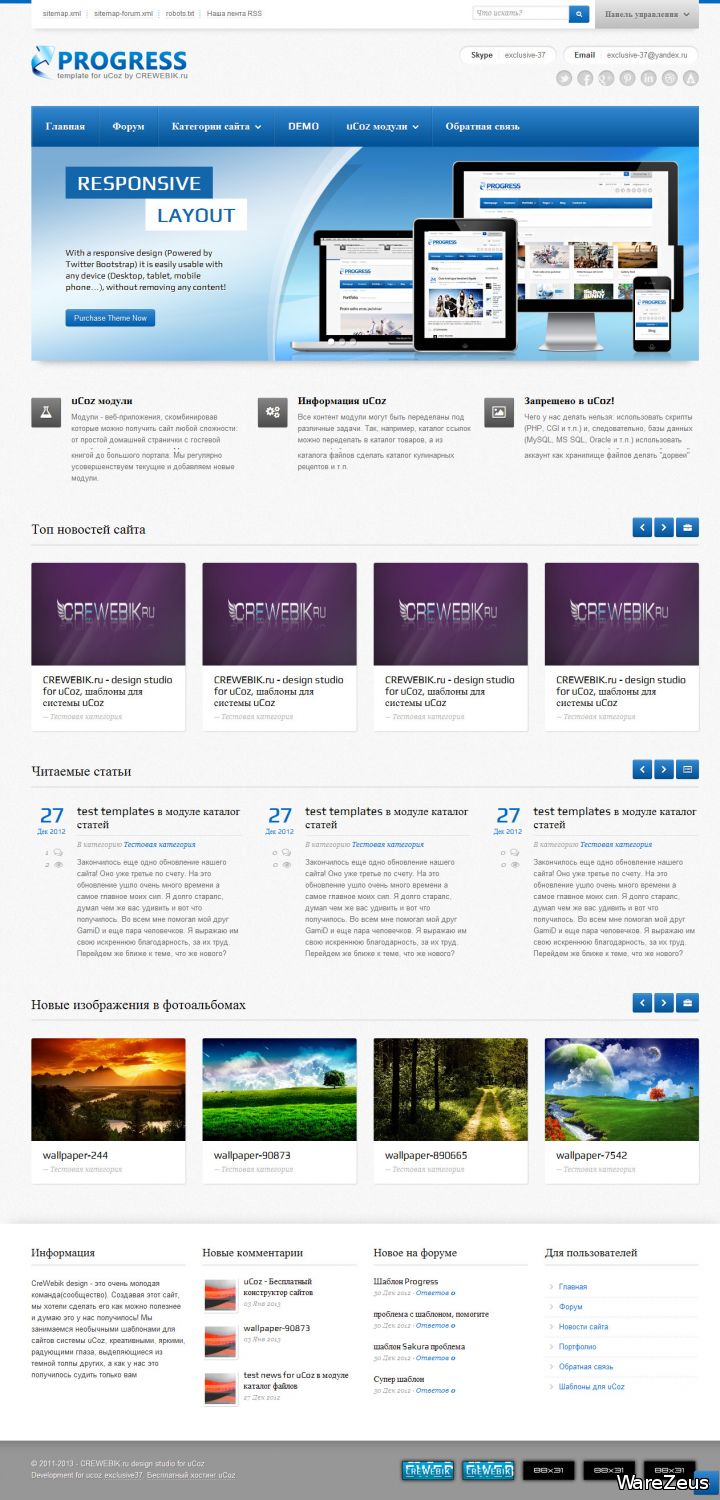 sitemap.xml sitemap-forum.xml robots.txt Наша лента RSS
Что искать?
Панель управления
PROGRESS
template for uCoz by CREWEBIK.ru
Skype exclusive-37 Email exclusive-37@yandex.ru
Главная Форум Категории сайта DEMO uCoz модули Обратная связь
RESPONSIVE
LAYOUT
With a responsive design (Powered by
Twitter Bootstrap) it is easily usable with
any device (Desktop, tablet, mobile
phone...), without removing any content!
Purchase Theme Now
uCoz модули
Модули - веб-приложения, скомбинировав
которые можно получить сайт любой сложности:
от простой домашней странички с гостевой
книгой до большого портала. Мы регулярно
усовершенствуем текущие и добавляем новые
модули.
Информация uCoz
Все контент модули могут быть переделаны под
различные задачи. Так, например, каталог ссылок
можно переделать в каталог товаров, а из
каталога файлов сделать каталог кулинарных
рецептов и т.п.
Запрещено в uCoz!
Чего у нас делать нельзя: использовать скрипты
(PHP, CGI и т.п.) и, следовательно, базы данных
(MySQL, MS SQL, Oracle и т.п.) использовать
аккаунт как хранилище файлов делать "дорвеи"
Топ новостей сайта
CREWEBIK.RU CREWEBIK.RU CREWEBIK.RU CREWEBIK.RU
CREWEBIK.ru - design studio
for uCoz, шаблоны для
системы uCoz
— Тестовая категория
CREWEBIK.ru - design studio
for uCoz, шаблоны для
системы uCoz
— Тестовая категория
CREWEBIK.ru - design studio
for uCoz, шаблоны для
системы uCoz
— Тестовая категория
CREWEBIK.ru - design studio
for uCoz, шаблоны для
системы uCoz
— Тестовая категория
Читаемые статьи
27
Дек 2012
1
2
test templates в модуле каталог
статей
В категорию Тестовая категория
Закончилось еще одно обновление нашего
сайта! Оно уже третье по счету. На это
обновление ушло очень много времени а
самое главное моих сил. Я долго старалс,
думал чем же вас удивить и вот что
получилось. Во всем мне помогал мой друг
GamiD и еще пара человечков. Я выражаю им
свою искреннюю благодарность, за их труд.
Перейдем же ближе к теме, что же нового?
27
Дек 2012
0
0
test templates в модуле каталог
статей
В категорию Тестовая категория
Закончилось еще одно обновление нашего
сайта! Оно уже третье по счету. На это
обновление ушло очень много времени а
самое главное моих сил. Я долго старалс,
думал чем же вас удивить и вот что
получилось. Во всем мне помогал мой друг
GamiD и еще пара человечков. Я выражаю им
свою искреннюю благодарность, за их труд.
Перейдем же ближе к теме, что же нового?
27
Дек 2012
0
0
test templates в модуле каталог
статей
В категорию Тестовая категория
Закончилось еще одно обновление нашего
сайта! Оно уже третье по счету. На это
обновление ушло очень много времени а
самое главное моих сил. Я долго старалс,
думал чем же вас удивить и вот что
получилось. Во всем мне помогал мой друг
GamiD и еще пара человечков. Я выражаю им
свою искреннюю благодарность, за их труд.
Перейдем же ближе к теме, что же нового?
Новые изображения в фотоальбомах
wallpaper-244
— Тестовая категория
wallpaper-90873
— Тестовая категория
wallpaper-890665
— Тестовая категория
wallpaper-7542
— Тестовая категория
Информация
CreWebik design - это очень молодая
команда(сообщество). Создавая этот сайт,
мы хотели сделать его как можно полезнее
и думаю это у нас получилось! Мы
занимаемся необычными шаблонами для
сайтов системы uCoz, креативными, яркими,
радующими глаза, выделяющиеся из
темной топпы других, а как у нас это
получилось судить только вам
Новые комментарии
uCoz - Бесплатный
конструктор сайтов
03 Янв 2013
wallpaper-90873
03 Янв 2013
test news for uCoz в модуле
каталог файлов
27 Дек 2012
Новое на форуме
Шаблон Progress
30 Дек 2012 - Ответов 0
проблема с шаблоном, помогите
30 Дек 2012 - Ответов 0
шаблон Sakura проблема
30 Дек 2012 - Ответов 0
Супер шаблон
30 Дек 2012 - Ответов 0
Для пользователей
Главная
Форум
Новости сайта
Портфолио
Обратная связь
Шаблоны для uCoz
© 2011-2013 - CREWEBIK.ru design studio for uCoz
Development for ucoz exclusive37. Бесплатный хостинг uCoz
CREWEBIK CREWEBIK 88x31 88x31 88x31
WareZeus